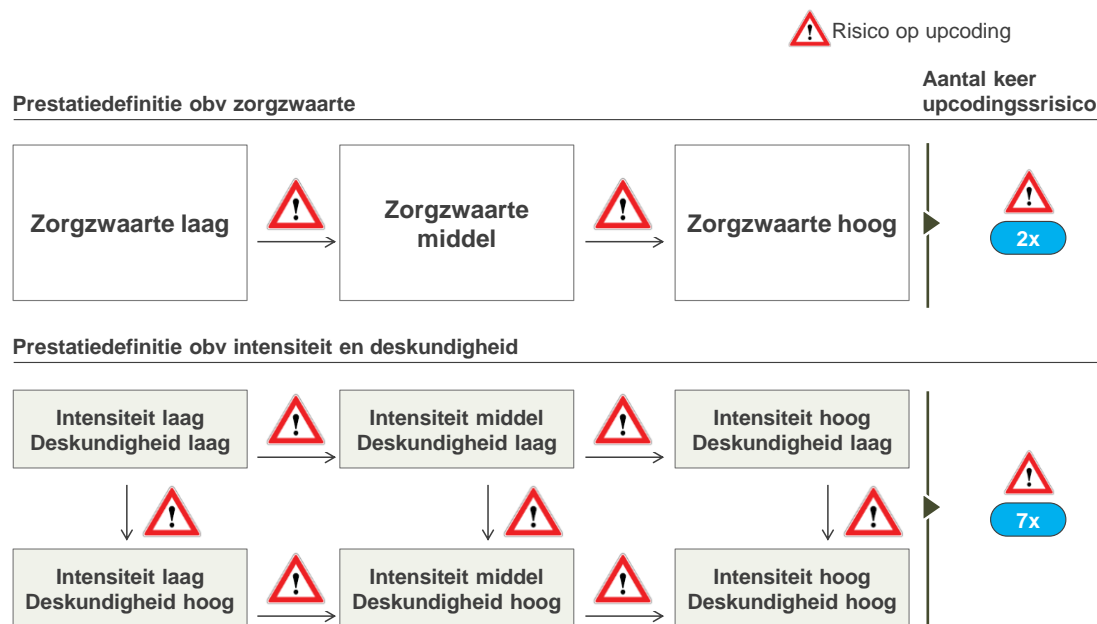 Risico op upcoding
Aantal keer
upcodingssrisico
Prestatiedefinitie obv zorgzwaarte
Zorgzwaarte laag
Zorgzwaarte
middel
Zorgzwaarte hoog
2x
Prestatiedefinitie obv intensiteit en deskundigheid
Intensiteit laag
Deskundigheid laag
Intensiteit middel
Deskundigheid laag
Intensiteit hoog
Deskundigheid laag
7x
Intensiteit laag
Deskundigheid hoog
Intensiteit middel
Deskundigheid hoog
Intensiteit hoog
Deskundigheid hoog